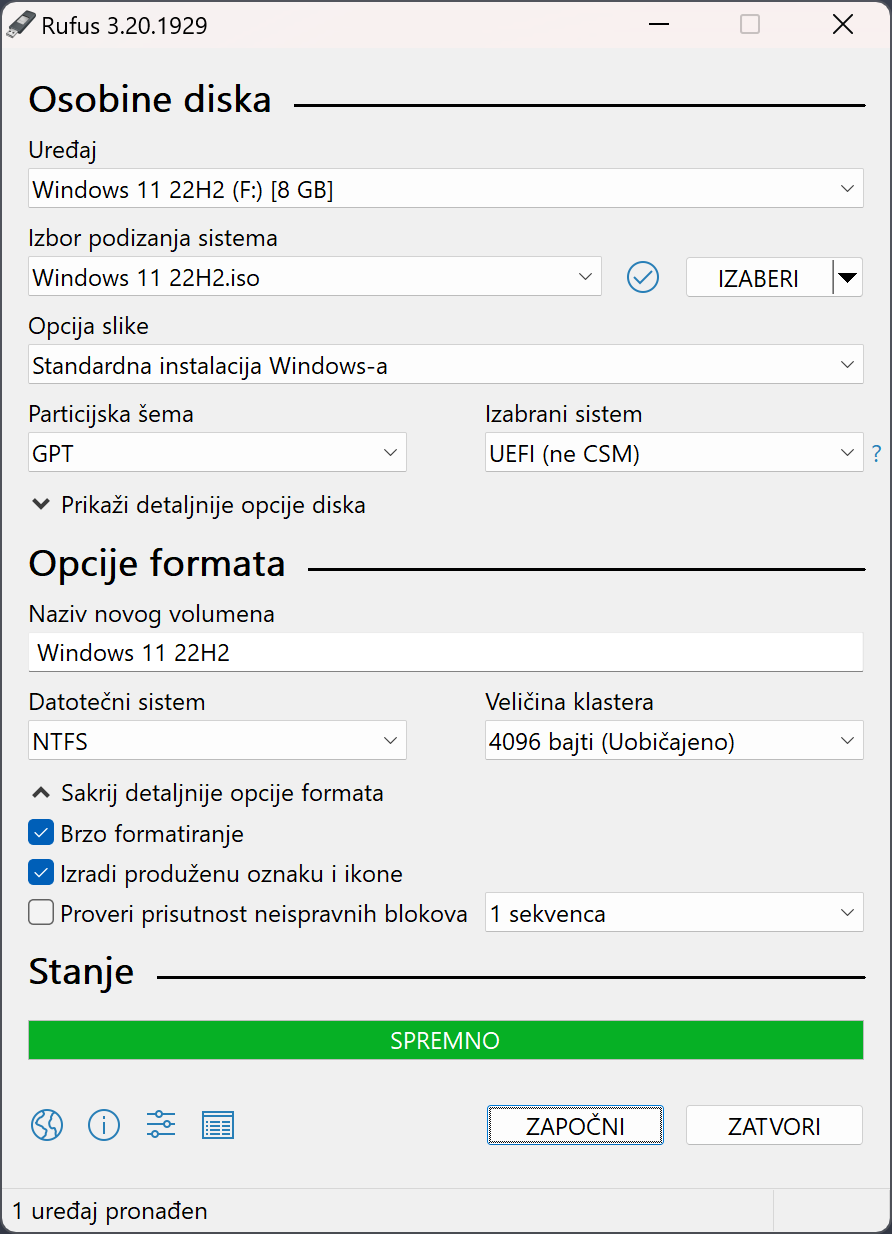 Rufus 3.20.1929
Osobine diska
Uređaj
Windows 11 22H2 (F:) [8 GB]
Izbor podizanja sistema
Windows 11 22H2.iso
IZABERI
Opcija slike
Standardna instalacija Windows-a
Particijska šema
Izabrani sistem
GPT
UEFI (ne CSM)
?
Prikaži detaljnije opcije diska
Opcije formata
Naziv novog volumena
Windows 11 22H2
Datotečni sistem
Veličina klastera
NTFS
4096 bajti (Uobičajeno)
Sakrij detaljnije opcije formata
Brzo formatiranje
Izradi produženu oznaku i ikone
Proveri prisutnost neispravnih blokova
1 sekvenca
Stanje
SPREMNO
ZAPOČNI
ZATVORI
1 uređaj pronađen